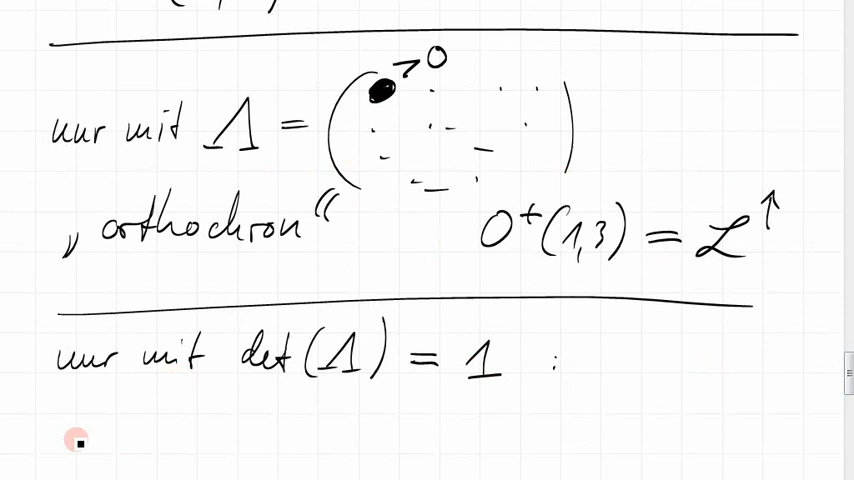 > 0
nur mit Λ = ( )
„orthochron“ O⁺(1,3) = ℒ↑
nur mit det(Λ) = 1 :